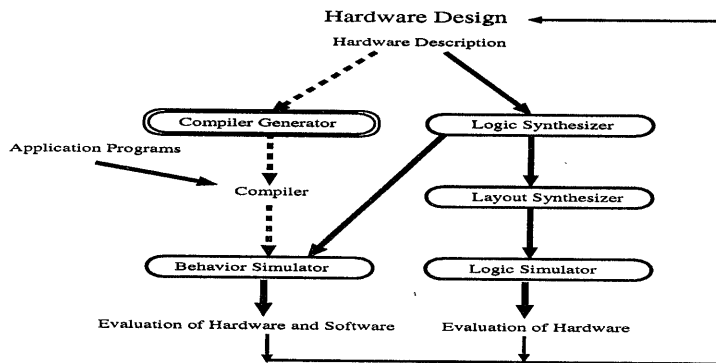 Hardware Design
Hardware Description
Compiler Generator
Logic Synthesizer
Application Programs
Compiler
Layout Synthesizer
Behavior Simulator
Logic Simulator
Evaluation of Hardware and Software
Evaluation of Hardware